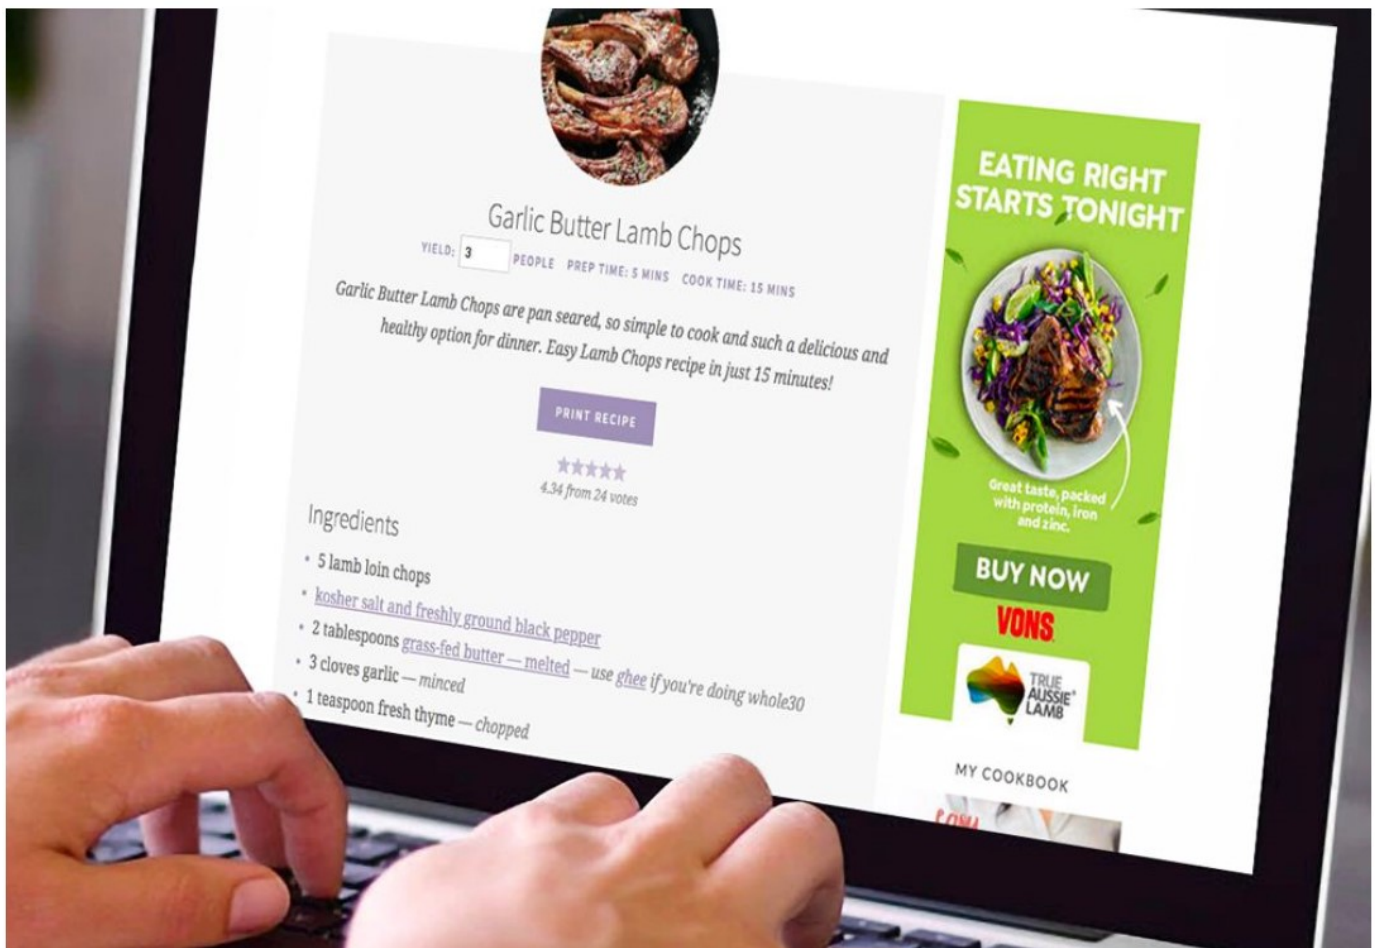 Garlic Butter Lamb Chops
YIELD: 3 PEOPLE PREP TIME: 5 MINS COOK TIME: 15 MINS
Garlic Butter Lamb Chops are pan seared, so simple to cook and such a delicious and
healthy option for dinner. Easy Lamb Chops recipe in just 15 minutes!
PRINT RECIPE
4.34 from 24 votes
Ingredients
• 5 lamb loin chops
• kosher salt and freshly ground black pepper
• 2 tablespoons grass-fed butter — melted — use ghee if you're doing whole30
• 3 cloves garlic — minced
• 1 teaspoon fresh thyme — chopped
EATING RIGHT
STARTS TONIGHT
Great taste, packed
with protein, iron
and zinc.
BUY NOW
VONS.
TRUE
AUSSIE®
LAMB
MY COOKBOOK